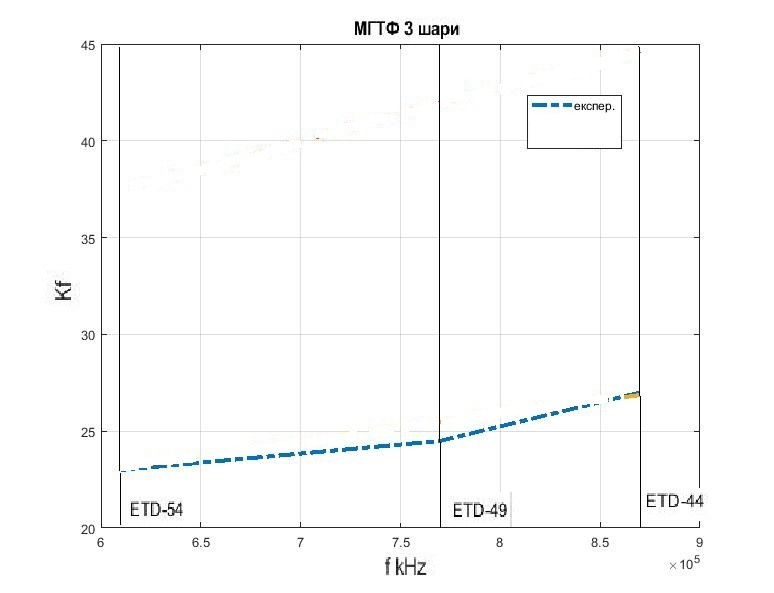 МГТФ 3 шари
45
40
35
30
25
20
Kf
експер.
ETD-54
ETD-49
ETD-44
6 6.5 7 7.5 8 8.5 9
f kHz
×10⁵